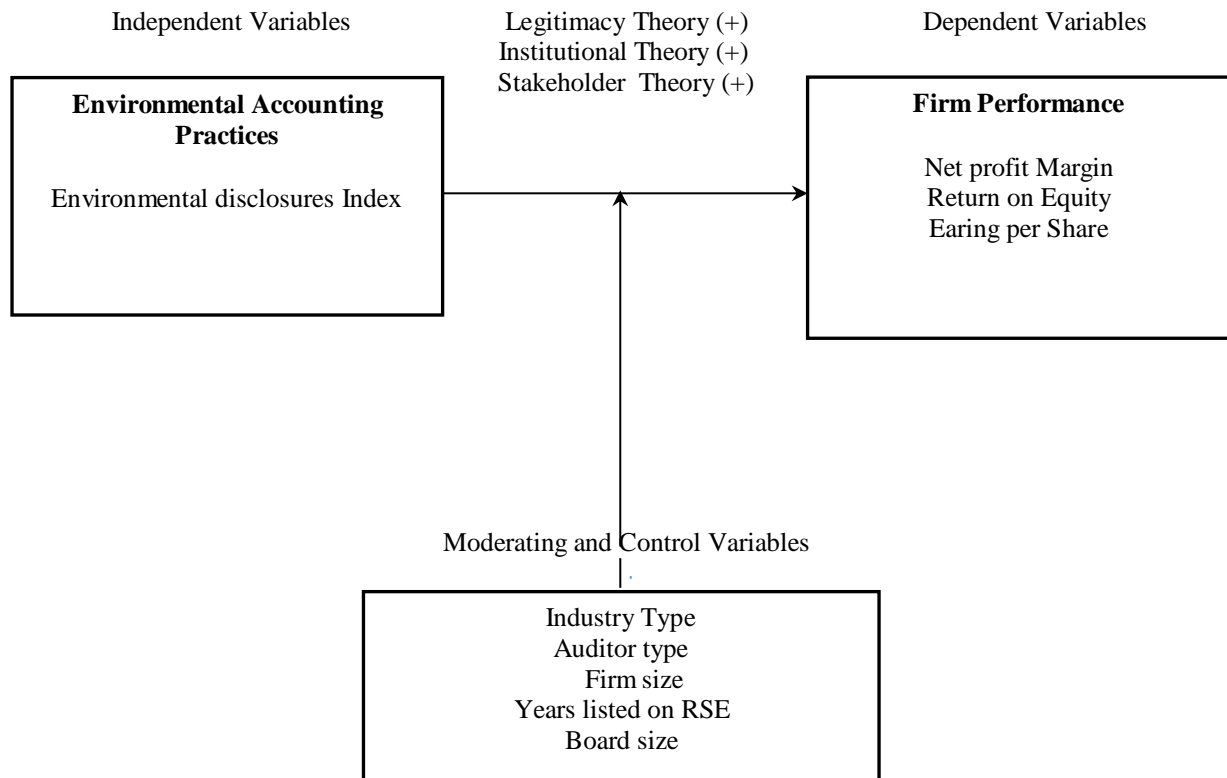 Independent Variables
Legitimacy Theory (+)
Institutional Theory (+)
Stakeholder Theory (+)
Dependent Variables
Environmental Accounting
Practices
Environmental disclosures Index
Firm Performance
Net profit Margin
Return on Equity
Earing per Share
Moderating and Control Variables
Industry Type
Auditor type
Firm size
Years listed on RSE
Board size